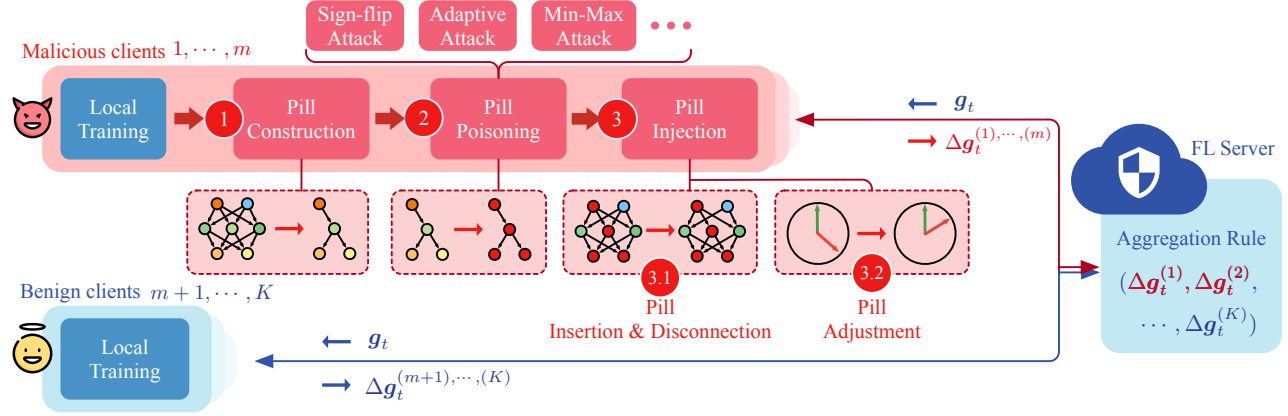 Sign-flip
Attack
Adaptive
Attack
Min-Max
Attack
Malicious clients 1, ⋯, m
Local
Training
1
Pill
Construction
2
Pill
Poisoning
3
Pill
Injection
g_t
Δg_t^{(1),⋯,(m)}
FL Server
Aggregation Rule
(Δg_t^{(1)}, Δg_t^{(2)},
⋯, Δg_t^{(K)})
3.1
Pill
Insertion & Disconnection
3.2
Pill
Adjustment
Benign clients m + 1, ⋯, K
Local
Training
g_t
Δg_t^{(m+1),⋯,(K)}